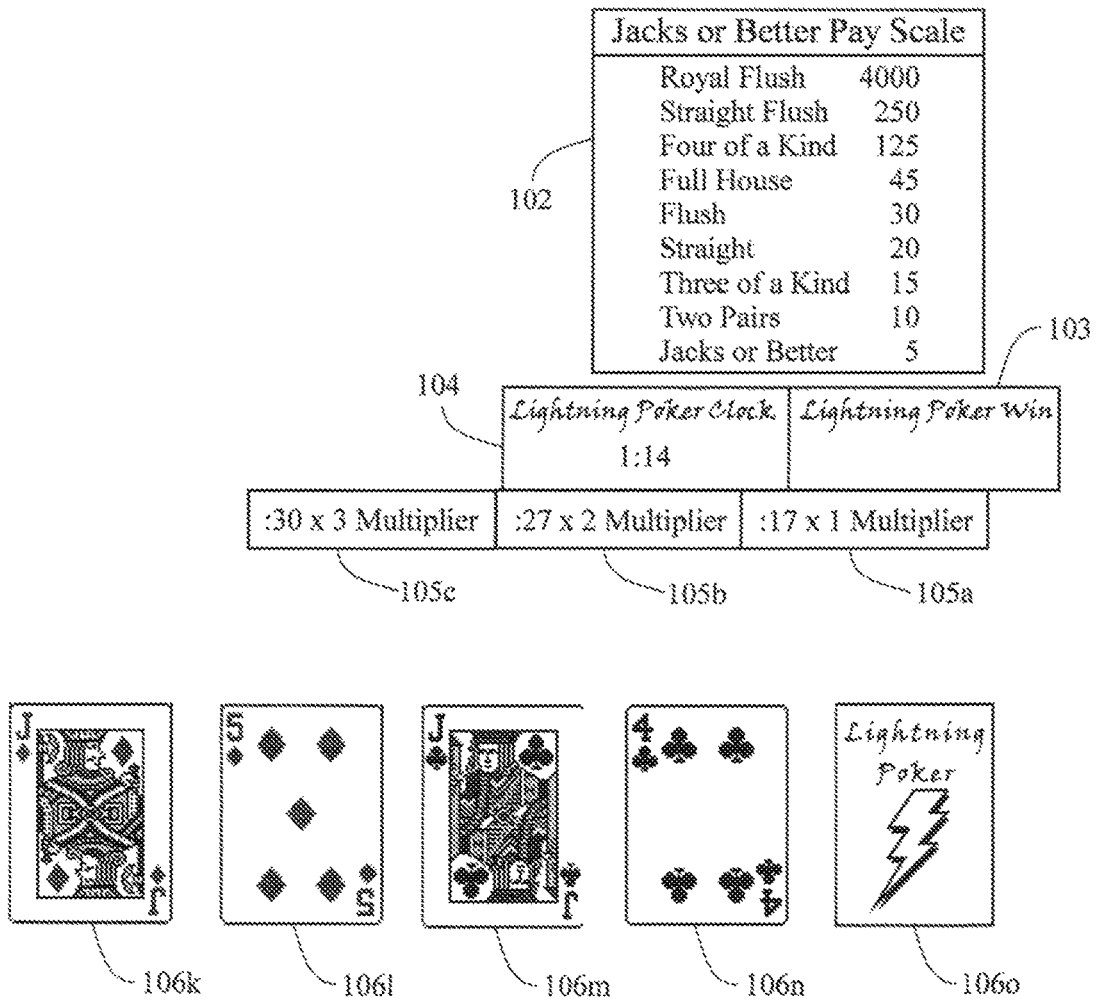 Jacks or Better Pay Scale
Royal Flush 4000
Straight Flush 250
Four of a Kind 125
Full House 45
Flush 30
Straight 20
Three of a Kind 15
Two Pairs 10
Jacks or Better 5
102
103
104
Lightning Poker Clock
1:14
Lightning Poker Win
:30 x 3 Multiplier
:27 x 2 Multiplier
:17 x 1 Multiplier
105c
105b
105a
J
5
J
4
Lightning
Poker
J
5
J
4
106k
106l
106m
106n
106o